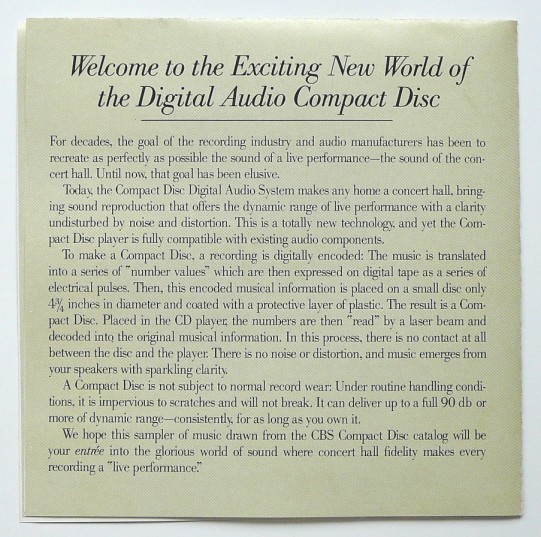 Welcome to the Exciting New World of
the Digital Audio Compact Disc
For decades, the goal of the recording industry and audio manufacturers has been to
recreate as perfectly as possible the sound of a live performance—the sound of the con-
cert hall. Until now, that goal has been elusive.
Today, the Compact Disc Digital Audio System makes any home a concert hall, bring-
ing sound reproduction that offers the dynamic range of live performance with a clarity
undisturbed by noise and distortion. This is a totally new technology, and yet the Com-
pact Disc player is fully compatible with existing audio components.
To make a Compact Disc, a recording is digitally encoded: The music is translated
into a series of "number values" which are then expressed on digital tape as a series of
electrical pulses. Then, this encoded musical information is placed on a small disc only
4¾ inches in diameter and coated with a protective layer of plastic. The result is a Com-
pact Disc. Placed in the CD player, the numbers are then "read" by a laser beam and
decoded into the original musical information. In this process, there is no contact at all
between the disc and the player. There is no noise or distortion, and music emerges from
your speakers with sparkling clarity.
A Compact Disc is not subject to normal record wear: Under routine handling condi-
tions, it is impervious to scratches and will not break. It can deliver up to a full 90 db or
more of dynamic range—consistently, for as long as you own it.
We hope this sampler of music drawn from the CBS Compact Disc catalog will be
your entrée into the glorious world of sound where concert hall fidelity makes every
recording a "live performance."